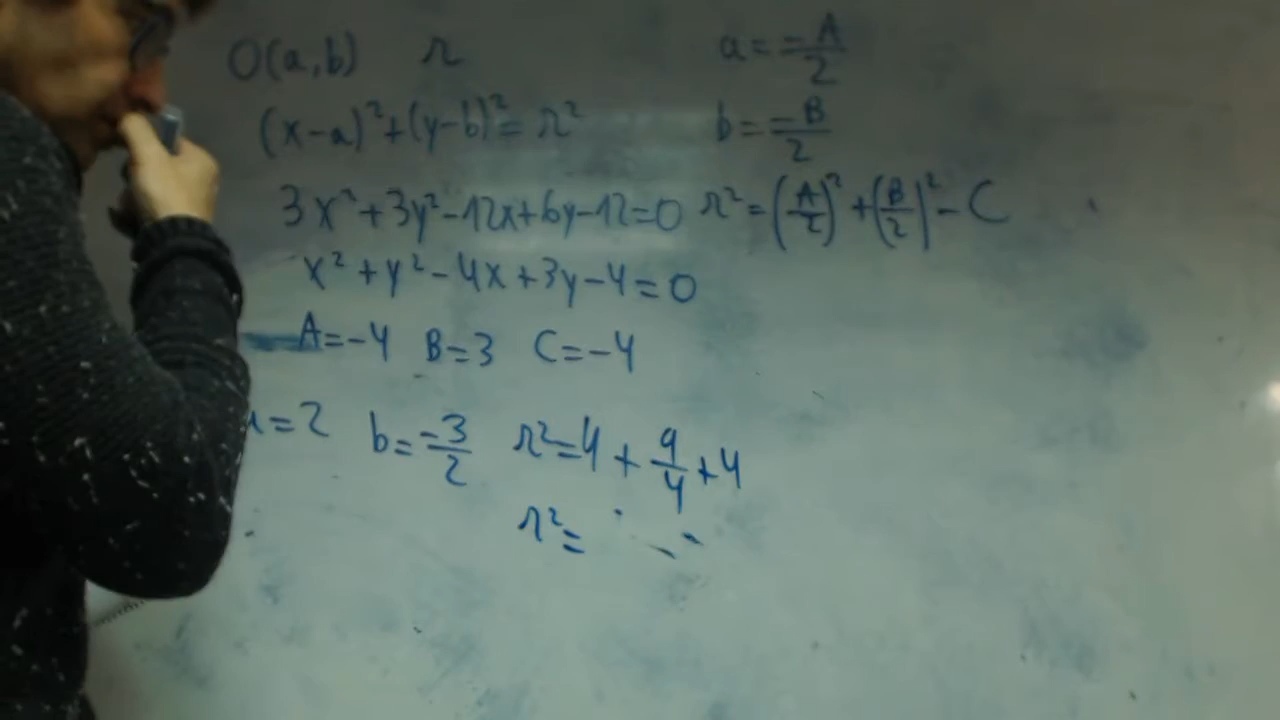 O(a,b) r a=-A/2
(x-a)²+(y-b)²=r² b=-B/2
3x²+3y²-12x+6y-12=0 r²=(A/2)²+(B/2)²-C
x²+y²-4x+3y-4=0
A=-4 B=3 C=-4
=2 b=-3/2 r²=4+9/4+4
r²=